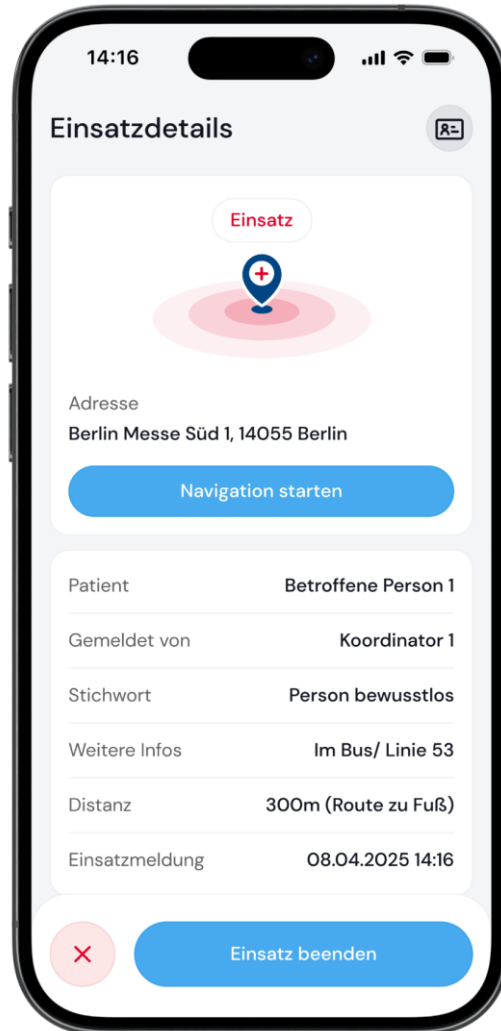 14:16
Einsatzdetails
Einsatz
Adresse
Berlin Messe Süd 1, 14055 Berlin
Navigation starten
Patient Betroffene Person 1
Gemeldet von Koordinator 1
Stichwort Person bewusstlos
Weitere Infos Im Bus/ Linie 53
Distanz 300m (Route zu Fuß)
Einsatzmeldung 08.04.2025 14:16
Einsatz beenden